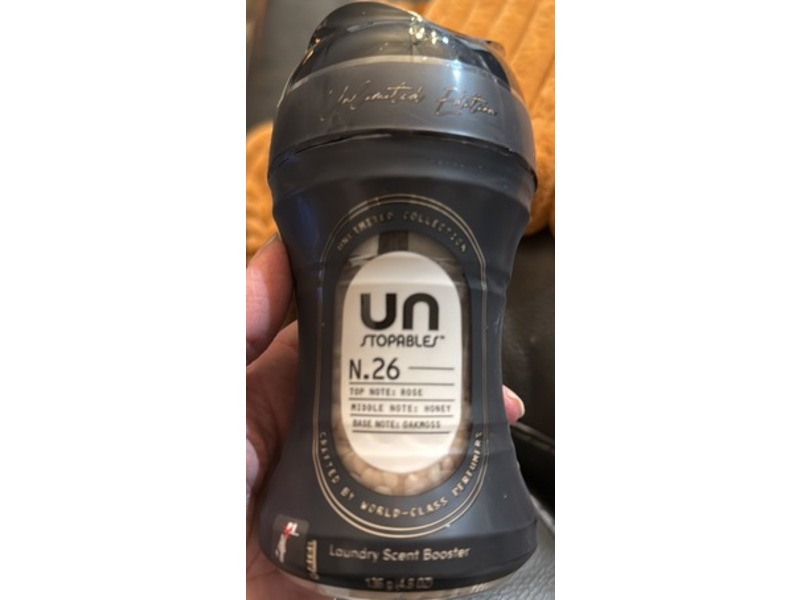 Unlimited Edition
UNLIMITED COLLECTION
UN
STOPABLES™
N.26
TOP NOTE: ROSE
MIDDLE NOTE: HONEY
BASE NOTE: OAKMOSS
CRAFTED BY WORLD-CLASS PERFUMERS
Laundry Scent Booster